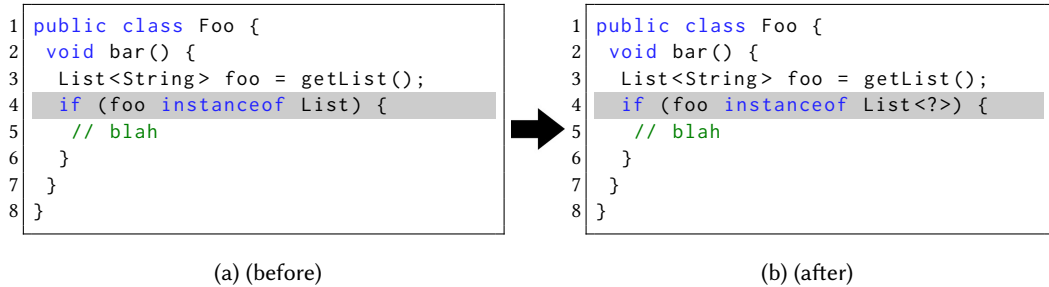 1 public class Foo {
2 void bar() {
3 List<String> foo = getList();
4 if (foo instanceof List) {
5 // blah
6 }
7 }
8 }
(a) (before)
1 public class Foo {
2 void bar() {
3 List<String> foo = getList();
4 if (foo instanceof List<?>) {
5 // blah
6 }
7 }
8 }
(b) (after)